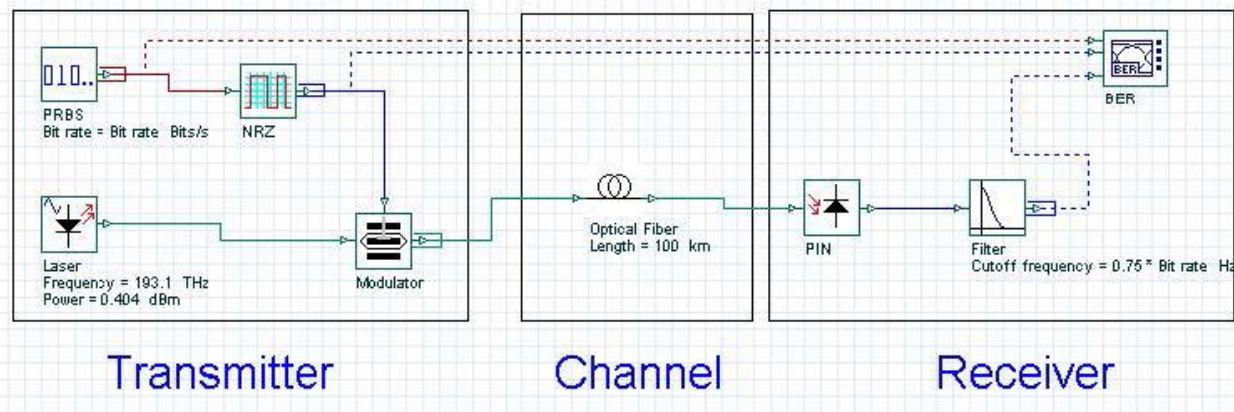 010..
PRBS
Bit rate = Bit rate Bits/s
NRZ
BER
BER
Laser
Frequency = 193.1 THz
Power = 0.404 dBm
Modulator
Optical Fiber
Length = 100 km
PIN
Filter
Cutoff frequency = 0.75 * Bit rate Hz
Transmitter
Channel
Receiver